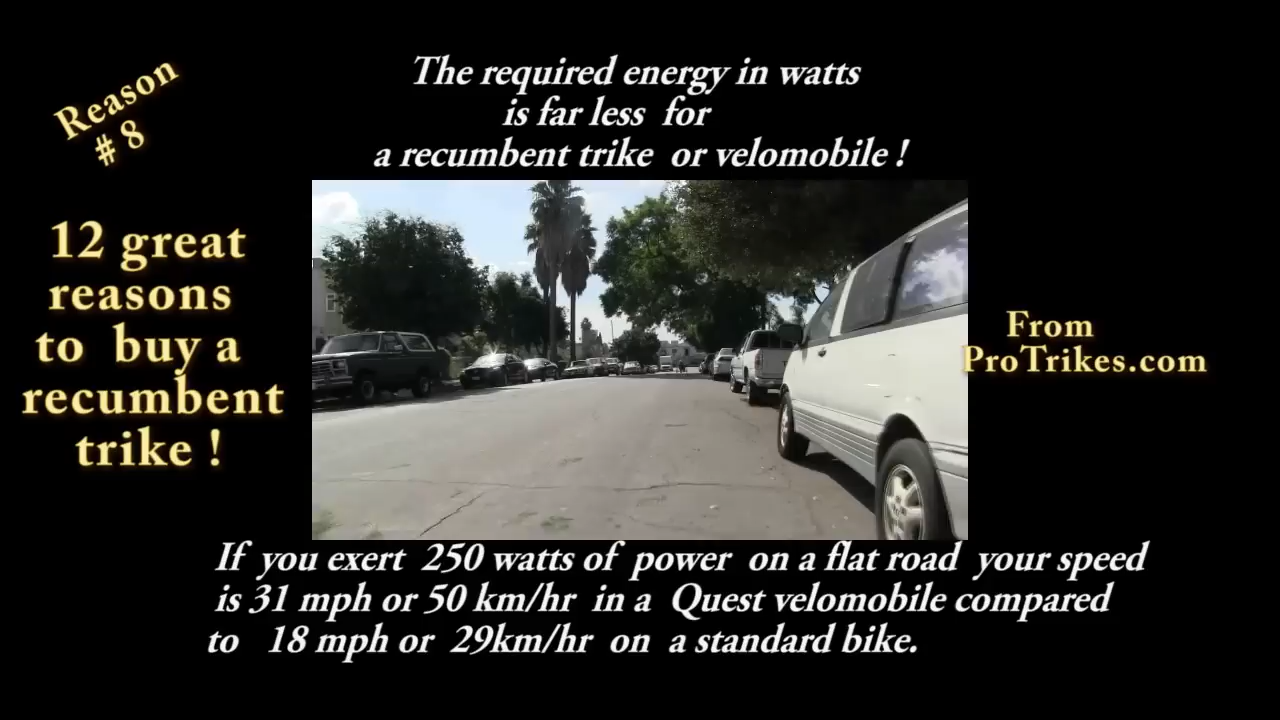 Reason
# 8
The required energy in watts
is far less for
a recumbent trike or velomobile !
12 great
reasons
to buy a
recumbent
trike !
From
ProTrikes.com
If you exert 250 watts of power on a flat road your speed
is 31 mph or 50 km/hr in a Quest velomobile compared
to 18 mph or 29km/hr on a standard bike.